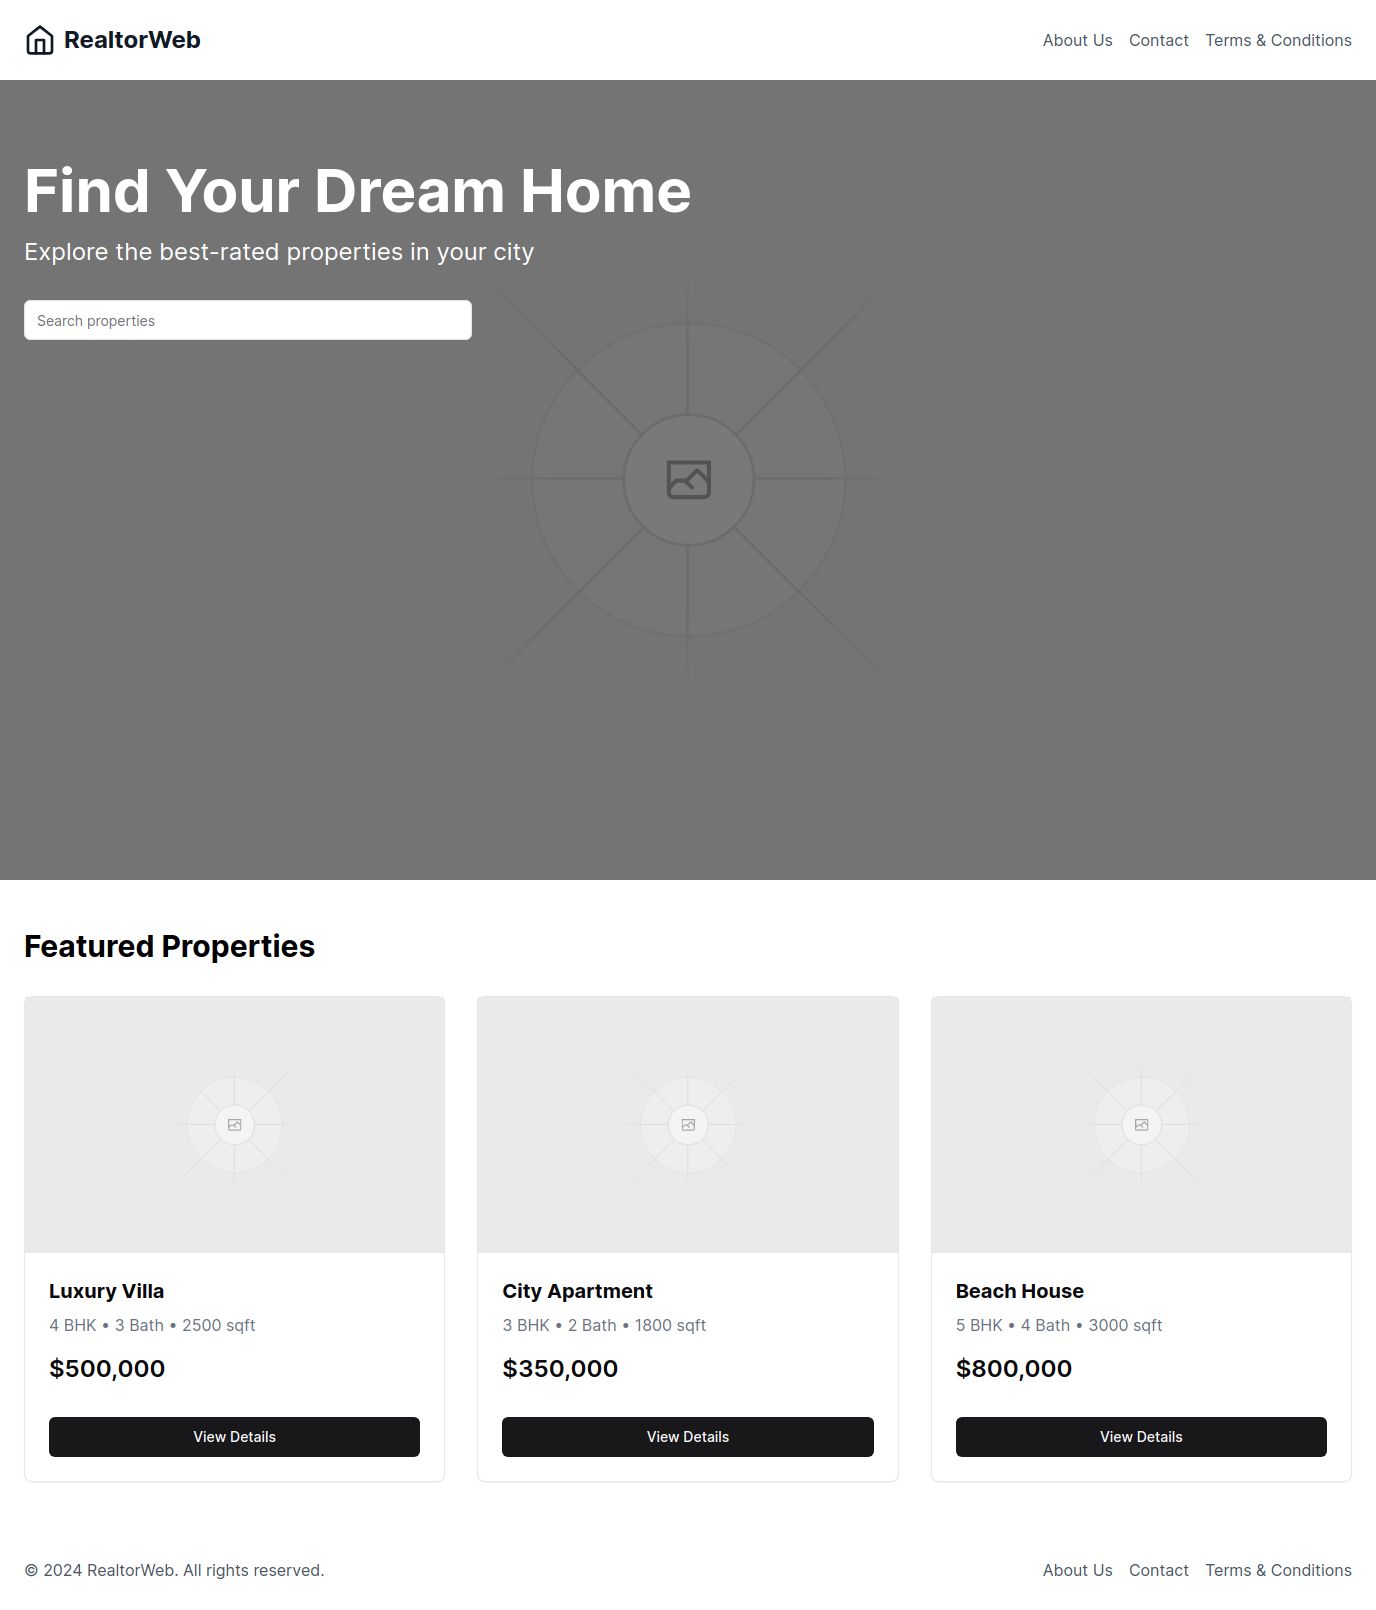 RealtorWeb
About Us Contact Terms & Conditions
Find Your Dream Home
Explore the best-rated properties in your city
Search properties
Featured Properties
Luxury Villa
4 BHK • 3 Bath • 2500 sqft
$500,000
View Details
City Apartment
3 BHK • 2 Bath • 1800 sqft
$350,000
View Details
Beach House
5 BHK • 4 Bath • 3000 sqft
$800,000
View Details
© 2024 RealtorWeb. All rights reserved.
About Us Contact Terms & Conditions